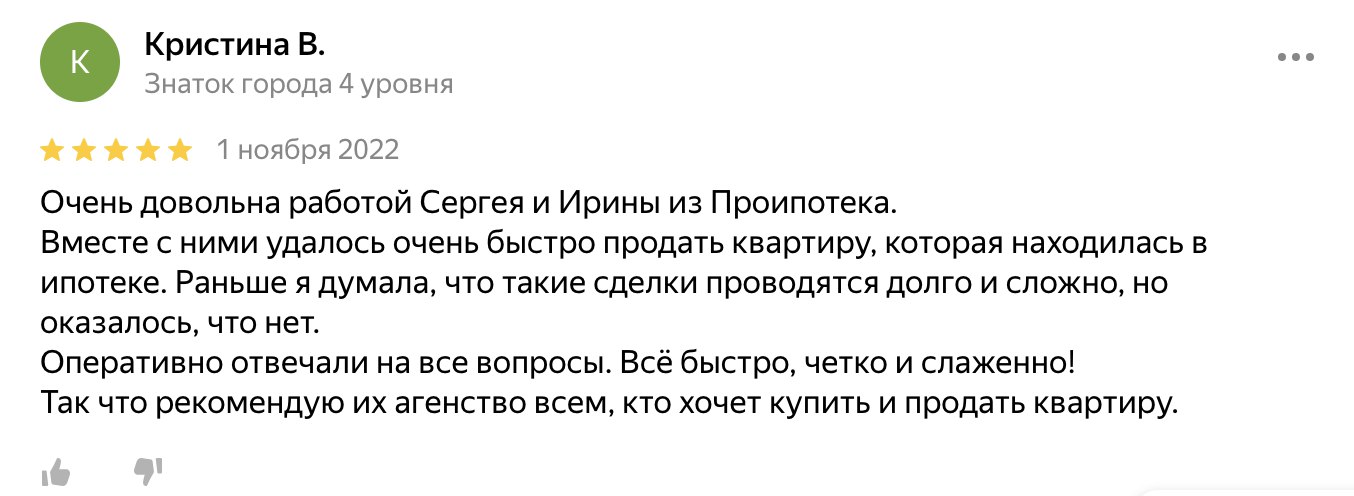 К
Кристина В.
Знаток города 4 уровня
1 ноября 2022
Очень довольна работой Сергея и Ирины из Проипотека.
Вместе с ними удалось очень быстро продать квартиру, которая находилась в
ипотеке. Раньше я думала, что такие сделки проводятся долго и сложно, но
оказалось, что нет.
Оперативно отвечали на все вопросы. Всё быстро, четко и слаженно!
Так что рекомендую их агенство всем, кто хочет купить и продать квартиру.